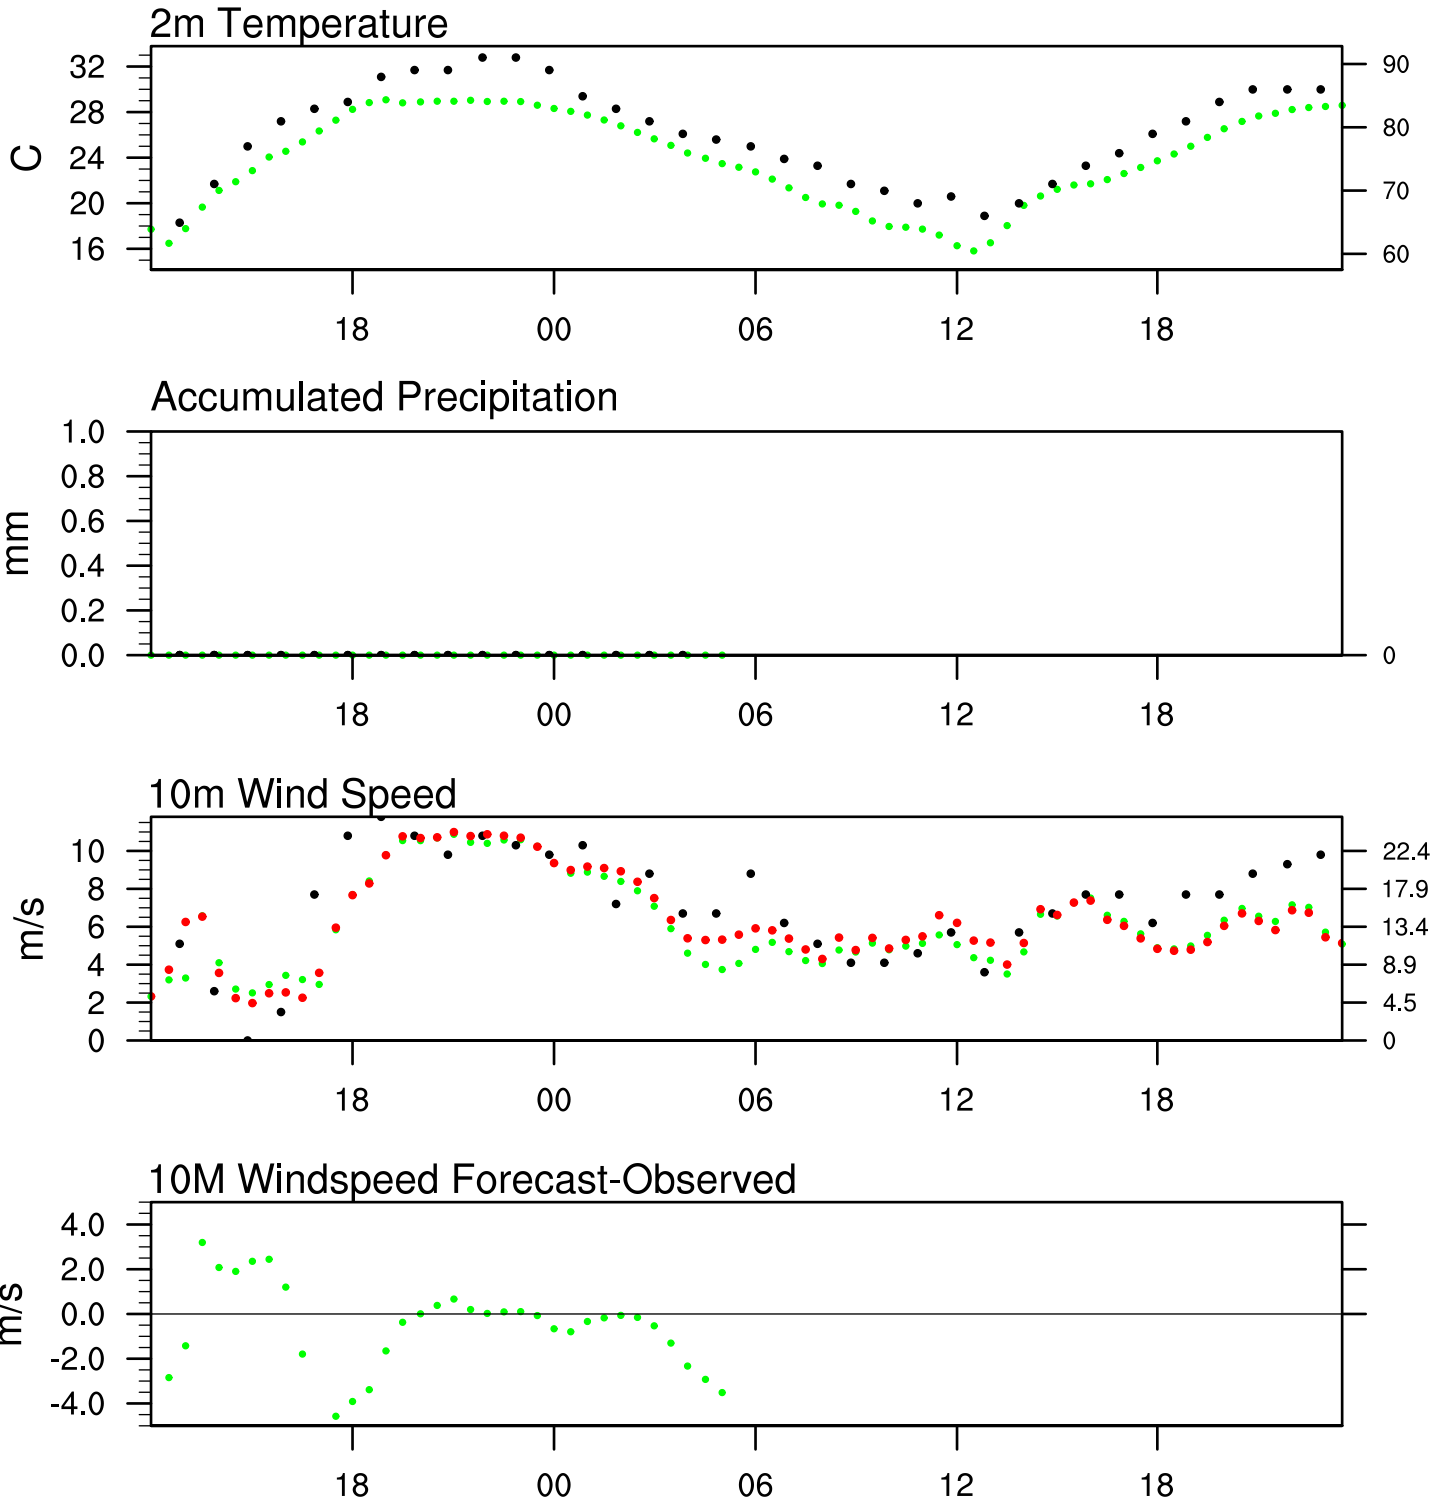 2m Temperature
32
28
24
20
16
C
90
80
70
60
18 00 06 12 18
Accumulated Precipitation
1.0
0.8
0.6
0.4
0.2
0.0
mm
0
18 00 06 12 18
10m Wind Speed
10
8
6
4
2
0
m/s
22.4
17.9
13.4
8.9
4.5
0
18 00 06 12 18
10M Windspeed Forecast-Observed
4.0
2.0
0.0
-2.0
-4.0
m/s
18 00 06 12 18